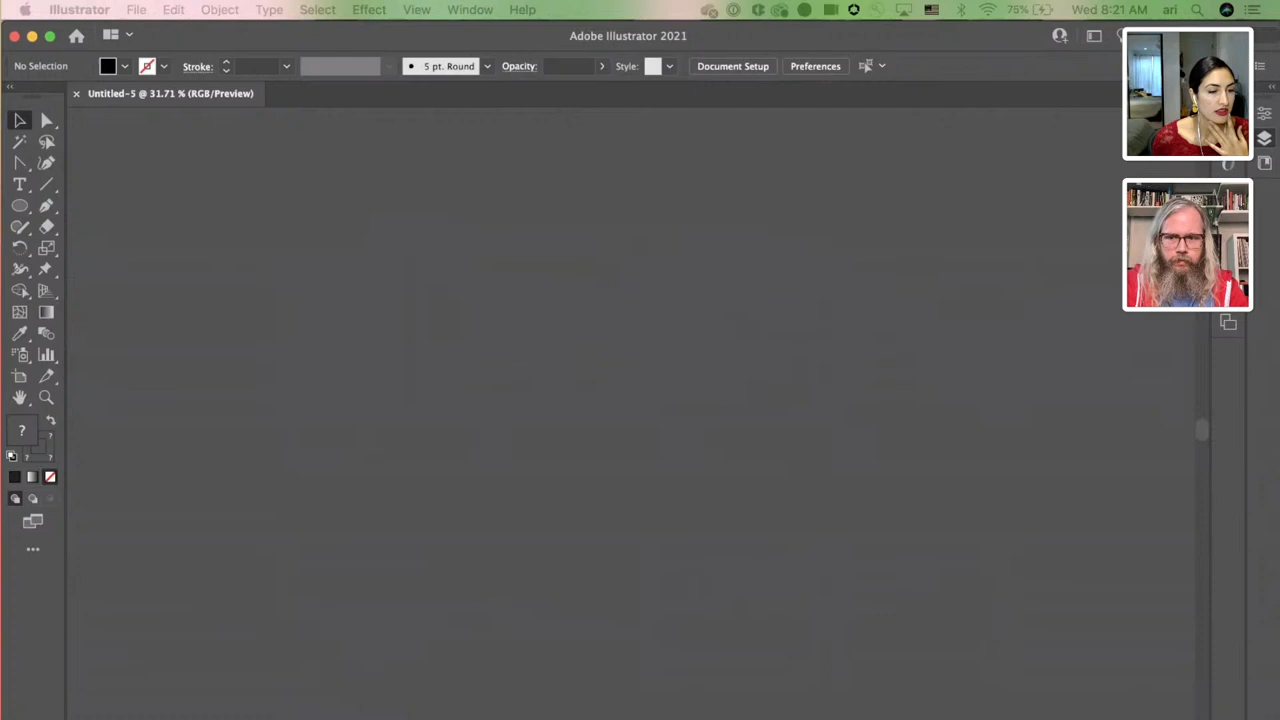 Illustrator File Edit Object Type Select Effect View Window Help 75% Wed 8:21 AM ari
Adobe Illustrator 2021
No Selection Stroke: 5 pt. Round Opacity: Style: Document Setup Preferences
× Untitled-5 @ 31.71 % (RGB/Preview)
T
?
?
? ?